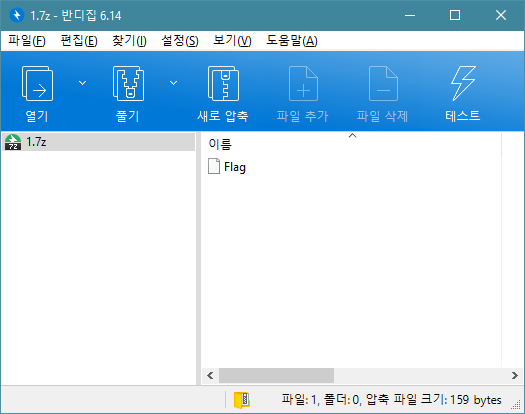 1.7z - 반디집 6.14
파일(F) 편집(E) 찾기(I) 설정(S) 보기(V) 도움말(A)
열기 풀기 새로 압축 파일 추가 파일 삭제 테스트
1.7z
7Z
이름
Flag
파일: 1, 폴더: 0, 압축 파일 크기: 159 bytes